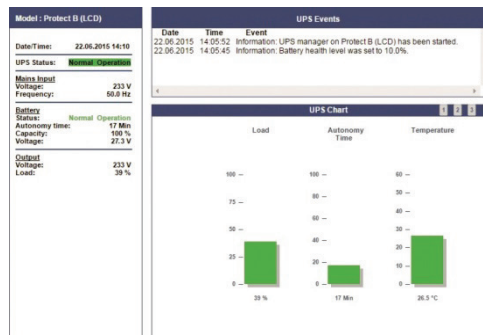 Model : Protect B (LCD)
Date/Time: 22.06.2015 14:10
UPS Status: Normal Operation
Mains Input
Voltage: 233 V
Frequency: 50.0 Hz
Battery
Status: Normal Operation
Autonomy time: 17 Min
Capacity: 100 %
Voltage: 27.3 V
Output
Voltage: 233 V
Load: 39 %
UPS Events
Date Time Event
22.06.2015 14:05:52 Information: UPS manager on Protect B (LCD) has been started.
22.06.2015 14:05:45 Information: Battery health level was set to 10.0%.
UPS Chart 1 2 3
Load Autonomy Time Temperature
100 –
75 –
50 –
25 –
0 –
39 %
100 –
80 –
60 –
40 –
20 –
0 –
17 Min
60 –
50 –
40 –
30 –
20 –
10 –
0 –
26.5 °C